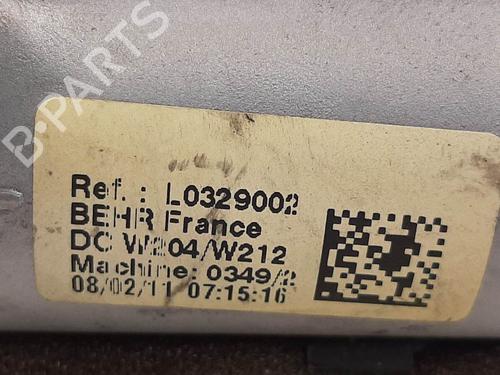 B-PARTS
Ref. : L0329002
BEHR France
DC W204/W212
Machine: 0349/2
08/02/11 07:15:16